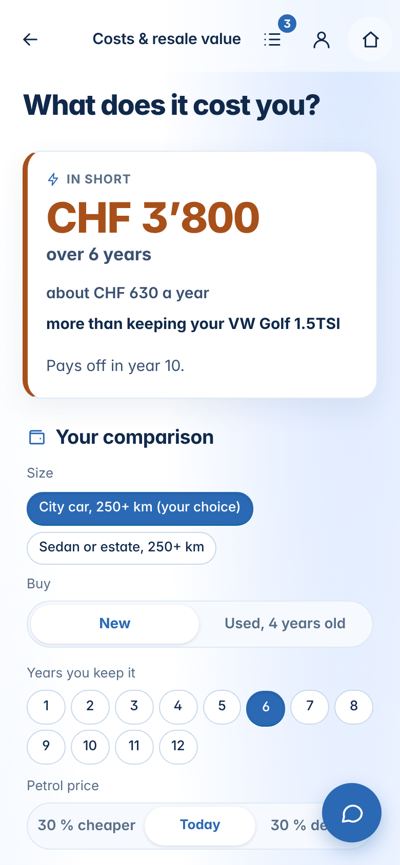 Costs & resale value
3
What does it cost you?
IN SHORT
CHF 3’800
over 6 years
about CHF 630 a year
more than keeping your VW Golf 1.5TSI
Pays off in year 10.
Your comparison
Size
City car, 250+ km (your choice)
Sedan or estate, 250+ km
Buy
New
Used, 4 years old
Years you keep it
1 2 3 4 5 6 7 8
9 10 11 12
Petrol price
30 % cheaper
Today
30 %